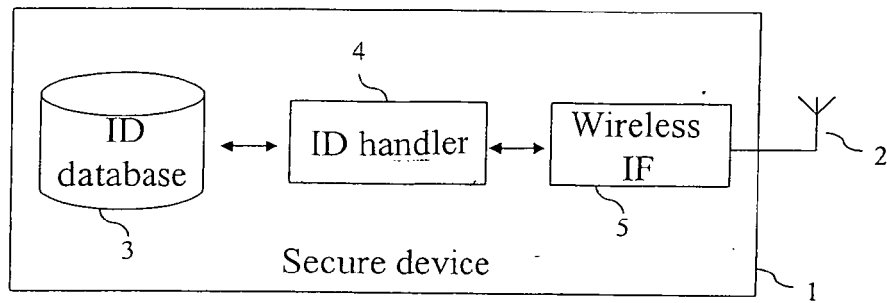 4
ID
database
ID handler
Wireless
IF
2
3
5
Secure device
1